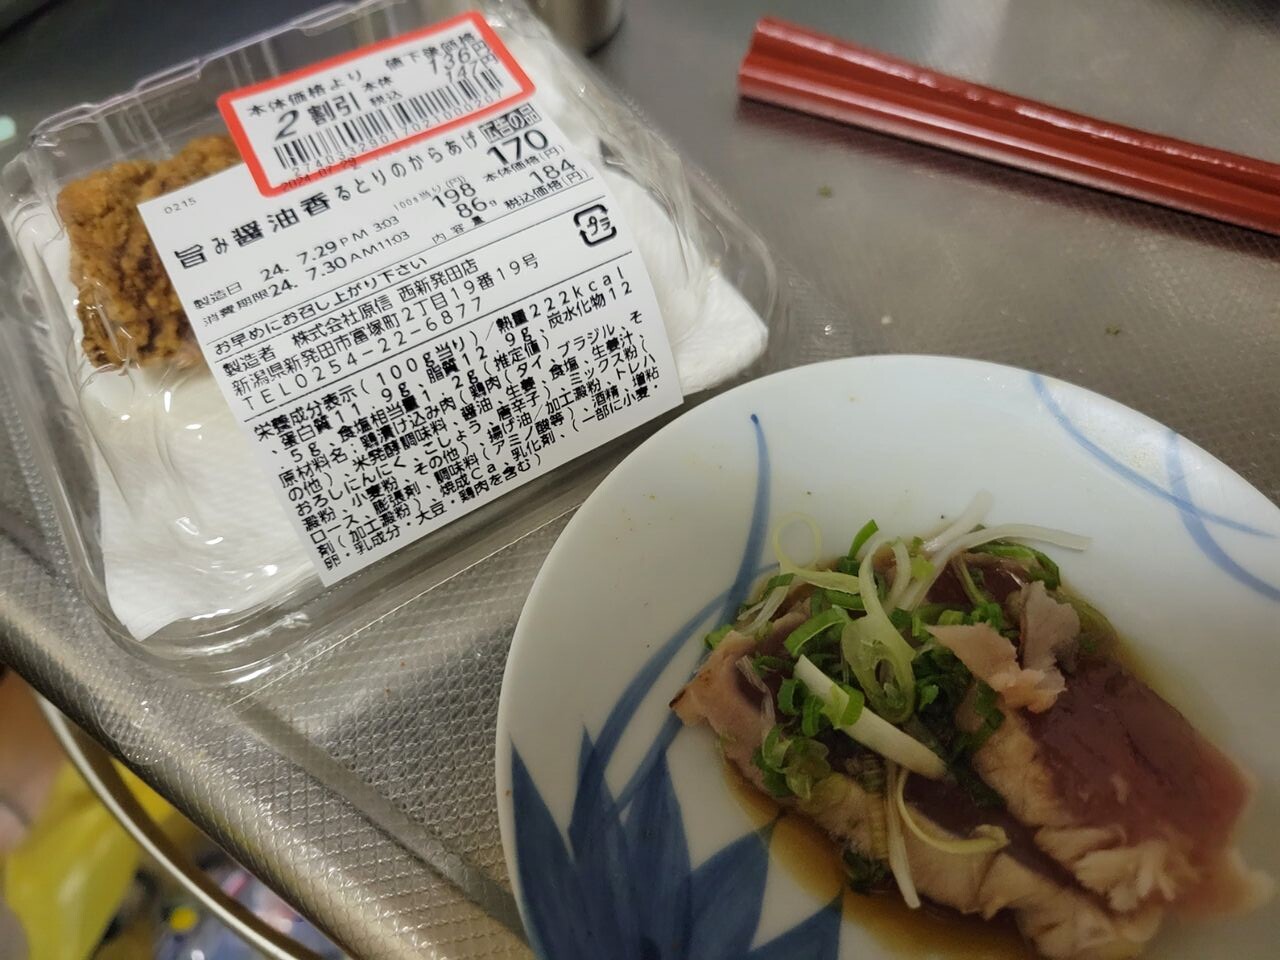 本体価格より 値下後価格
2割引 本体 136円
税込 147円
2740332901702100020
2024.07.29
0215
旨み醤油香るとりのからあげ
広告の品
100g当り(円) 198 本体価格(円) 170
内容量 86g 税込価格(円) 184
製造日 24. 7.29 PM 3:03
消費期限 24. 7.30 AM11:03
プラ
お早めにお召し上がり下さい
製造者 株式会社原信 西新発田店
新潟県新発田市富塚町2丁目19番19号
TEL0254-22-6877
栄養成分表示(100g当り)/熱量222kcal
、蛋白質11.9g、脂質12.9g、炭水化物12
.5g、食塩相当量1.2g(推定値)
原材料名:鶏漬け込み肉(鶏肉(タイ、ブラジル、そ
の他)、米発酵調味料、醤油、生姜、食塩、生姜汁、
おろしにんにく、こしょう、唐辛子)、ミックス粉(
澱粉、小麦粉、その他)、揚げ油/加工澱粉、トレハ
ロース、膨張剤、調味料(アミノ酸等)、酒精、増粘
剤(加工澱粉)、焼成Ca、乳化剤、(一部に小麦・
卵・乳成分・大豆・鶏肉を含む)